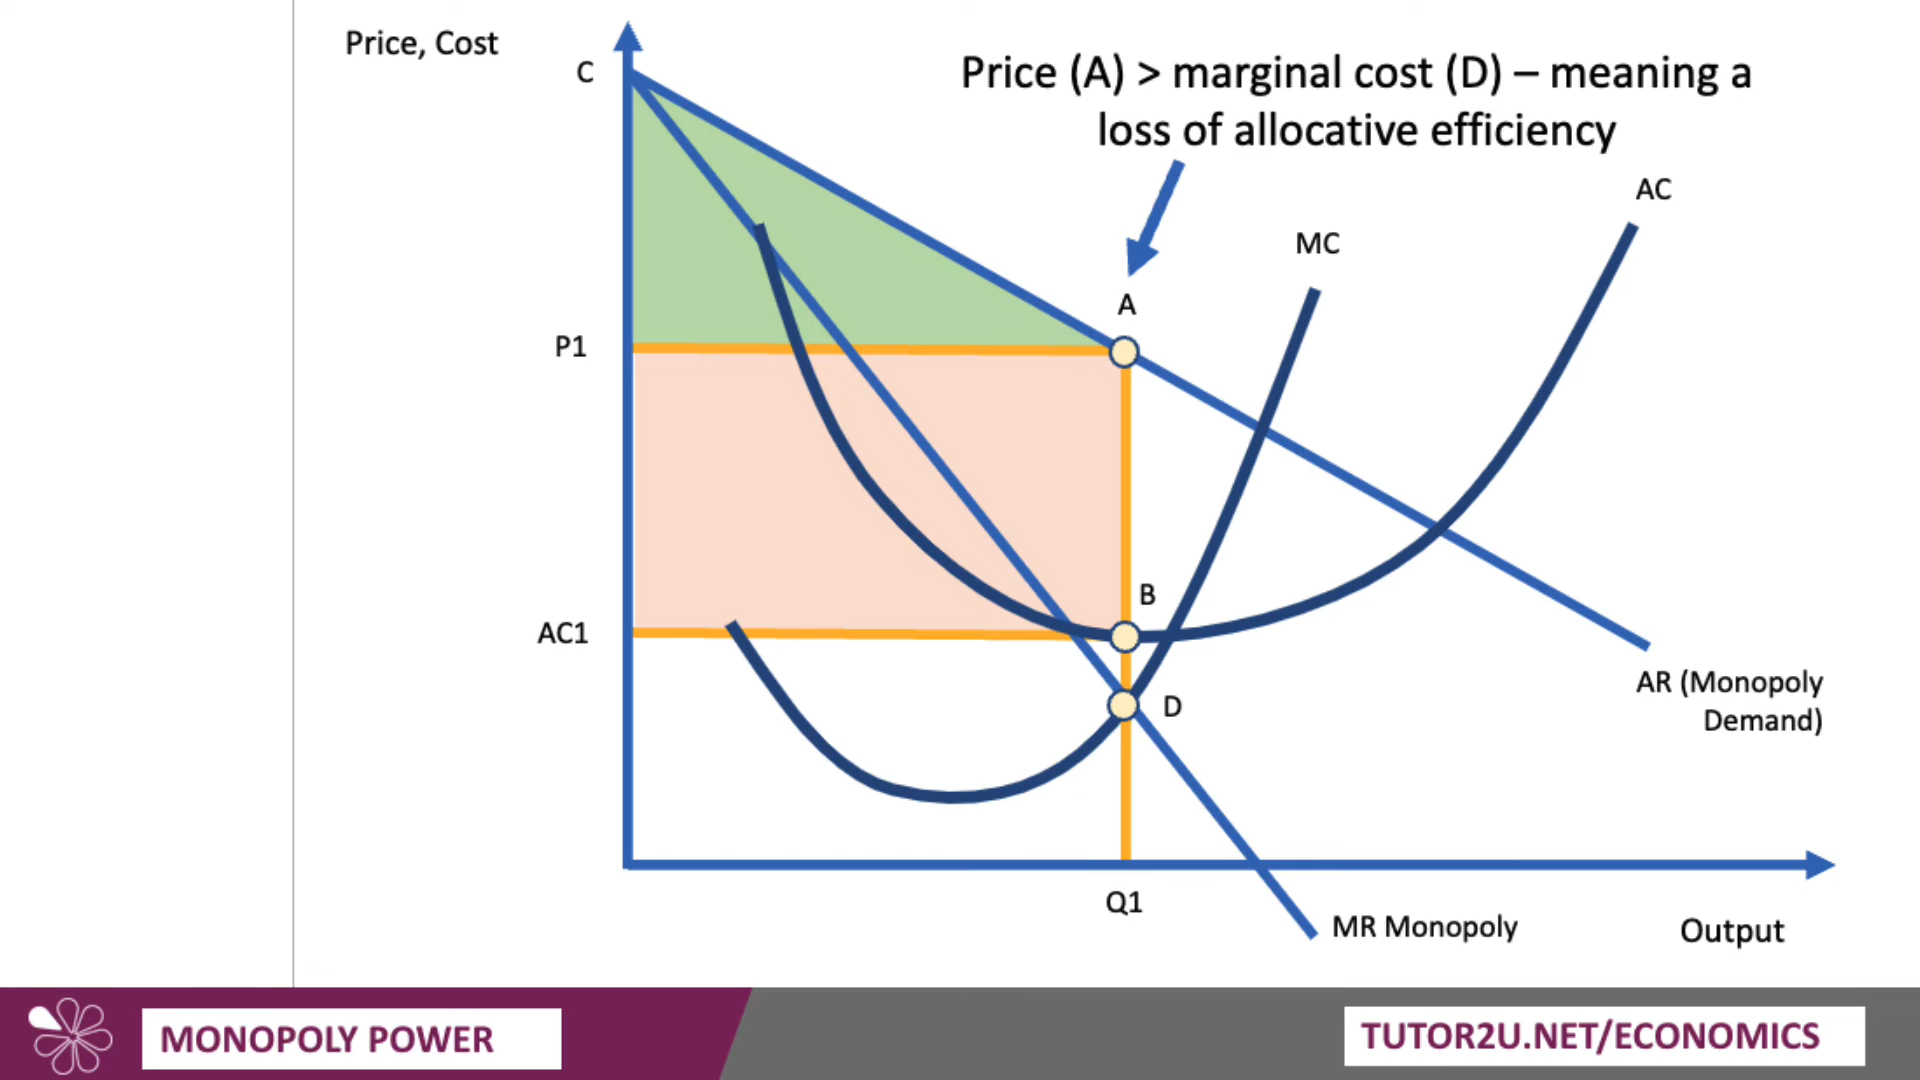 Price, Cost
C
Price (A) > marginal cost (D) – meaning a
loss of allocative efficiency
AC
MC
A
P1
B
AC1
D
AR (Monopoly
Demand)
Q1
MR Monopoly
Output
MONOPOLY POWER
TUTOR2U.NET/ECONOMICS